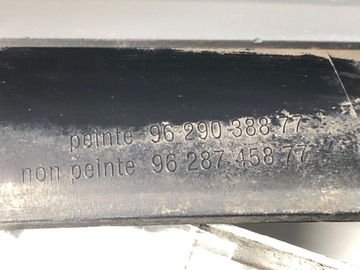 peinte 96 290 388 77
non peinte 96 287 458 77